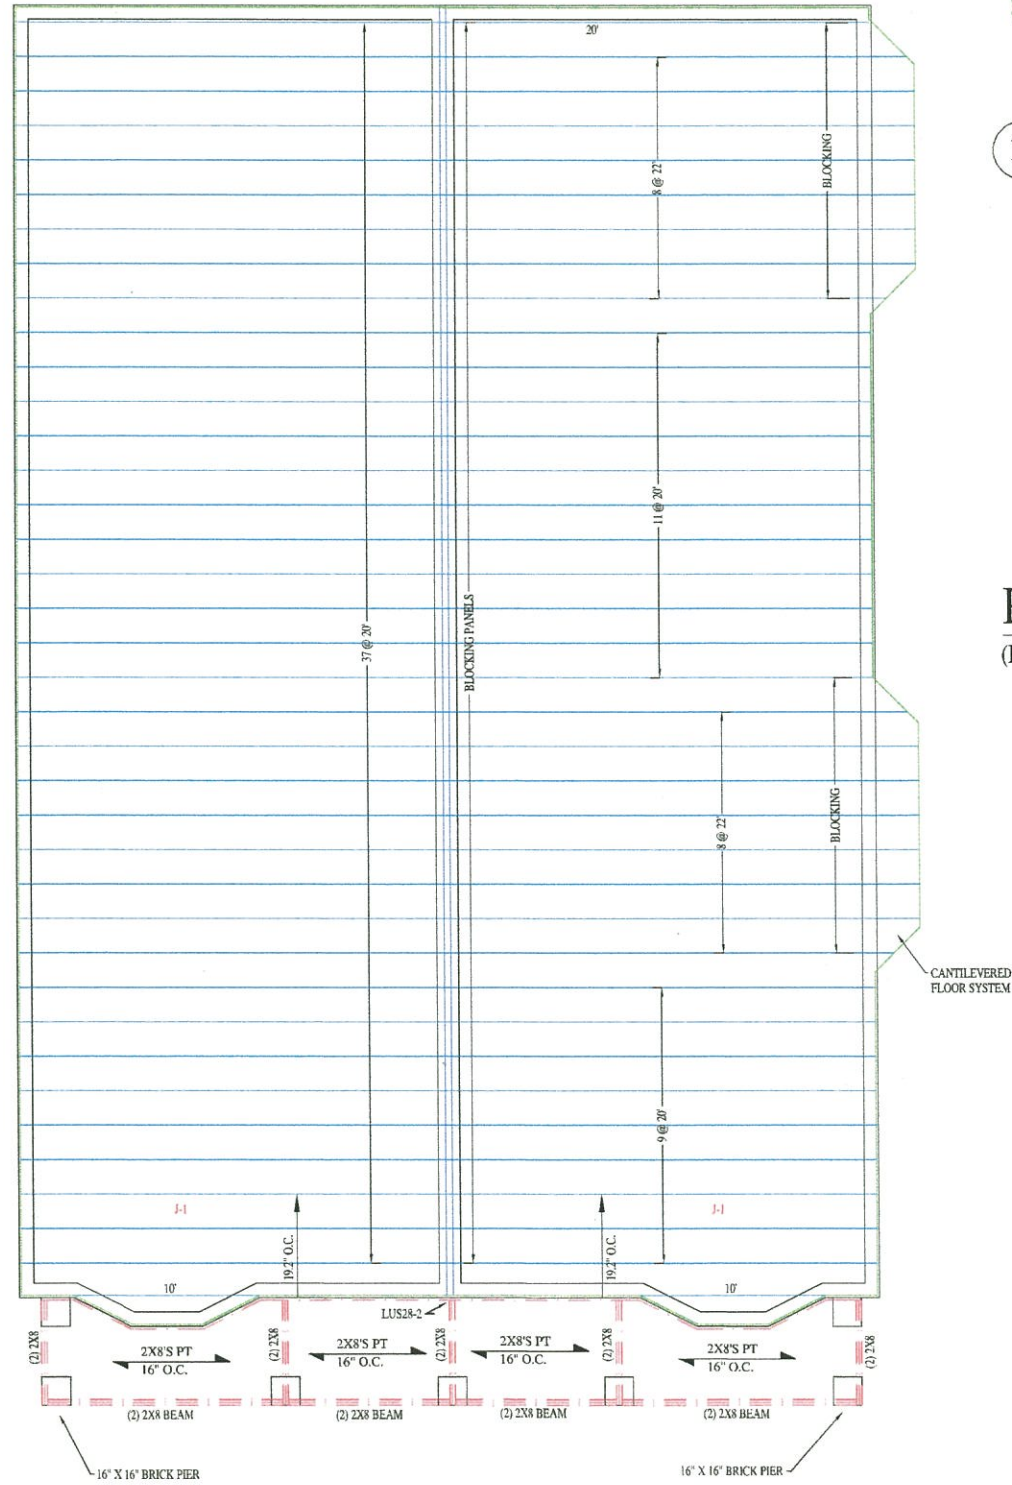 20'
8 @ 22'
BLOCKING
11 @ 20'
37 @ 20'
BLOCKING PANELS
8 @ 22'
BLOCKING
CANTILEVERED
FLOOR SYSTEM
9 @ 20'
J-1
J-1
19.2" O.C.
19.2" O.C.
10'
10'
LUS28-2
(2) 2X8
2X8'S PT
16" O.C.
(2) 2X8
2X8'S PT
16" O.C.
(2) 2X8
2X8'S PT
16" O.C.
(2) 2X8
2X8'S PT
16" O.C.
(2) 2X8
(2) 2X8 BEAM
(2) 2X8 BEAM
(2) 2X8 BEAM
(2) 2X8 BEAM
16" X 16" BRICK PIER
16" X 16" BRICK PIER